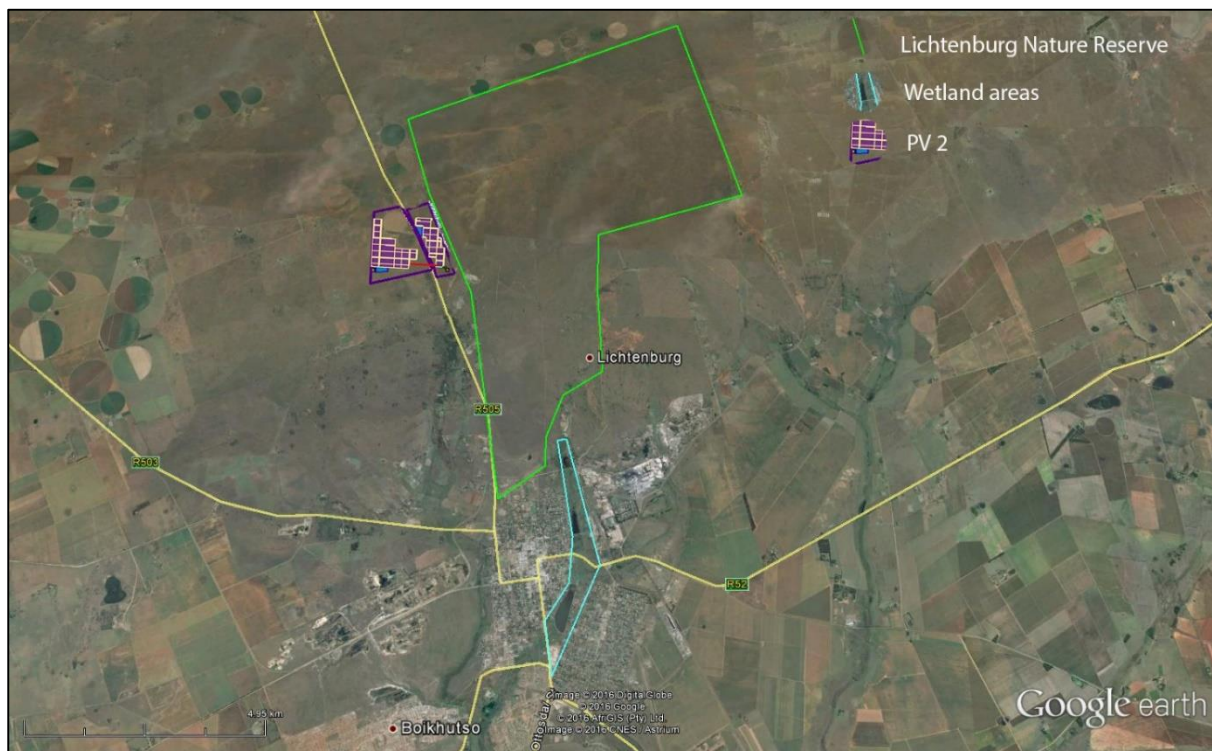 Lichtenburg Nature Reserve
Wetland areas
PV 2
Lichtenburg
R505
R503
R52
Image © 2016 DigitalGlobe
© 2016 Google
© 2016 AfriGIS (Pty) Ltd.
Image © 2016 CNES / Astrium
Google earth
4.95 km
Boikhutso